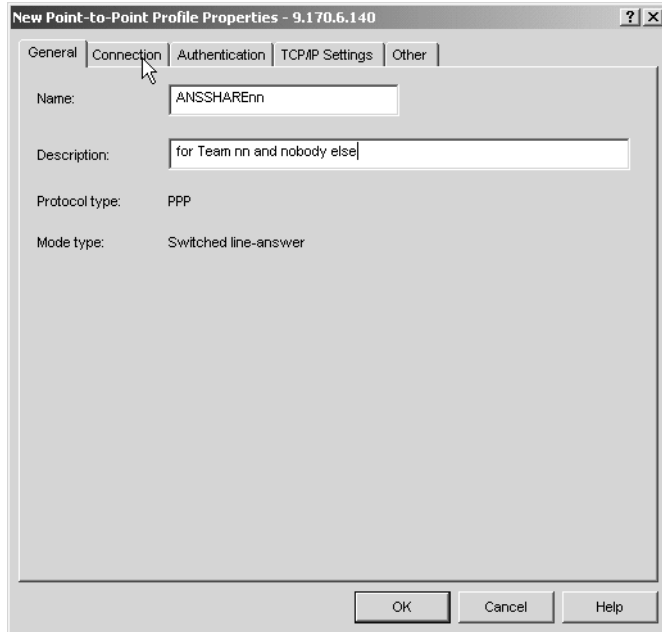 New Point-to-Point Profile Properties - 9.170.6.140
General Connection Authentication TCP/IP Settings Other
Name: ANSSHAREnn
Description: for Team nn and nobody else
Protocol type: PPP
Mode type: Switched line-answer
OK Cancel Help